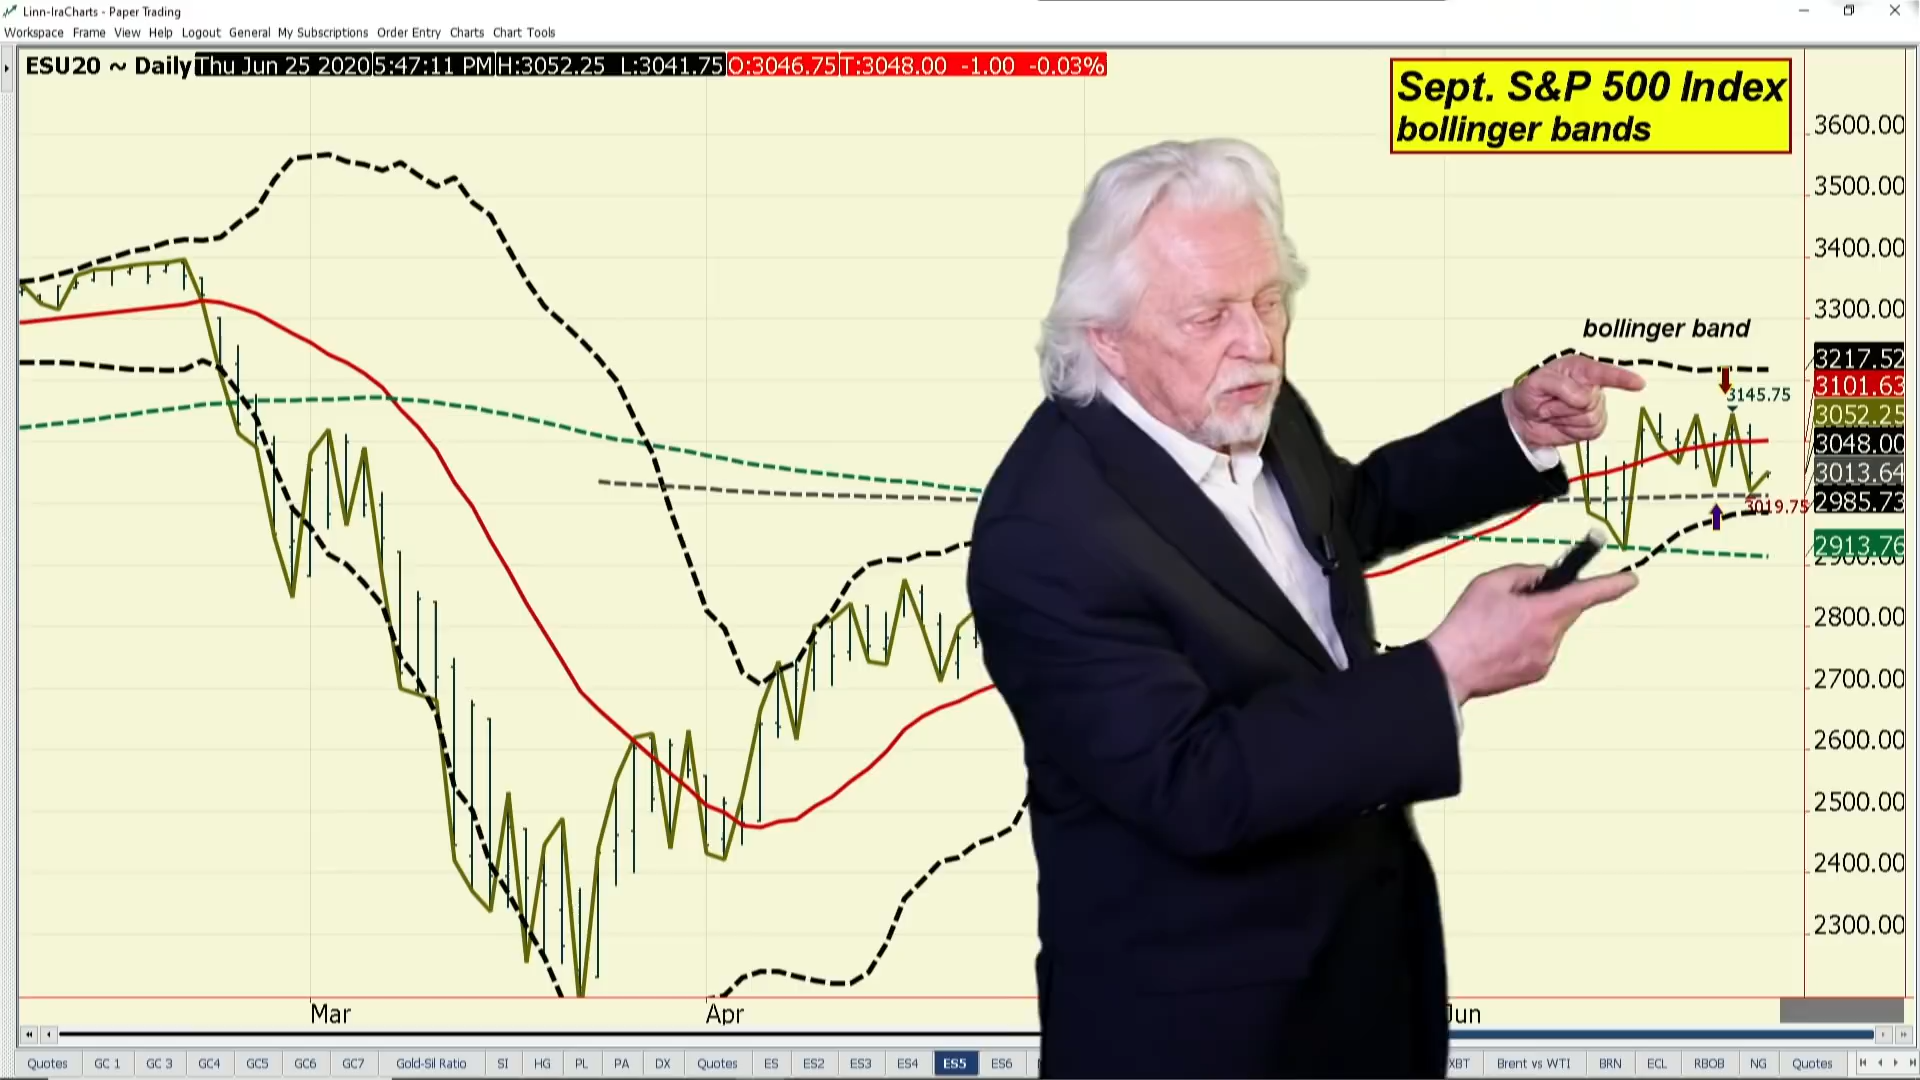 Linn-IraCharts - Paper Trading
Workspace Frame View Help Logout General My Subscriptions Order Entry Charts Chart Tools
ESU20 ~ Daily Thu Jun 25 2020 5:47:11 PM H:3052.25 L:3041.75 O:3046.75 T:3048.00 -1.00 -0.03%
Sept. S&P 500 Index
bollinger bands
3600.00
3500.00
3400.00
3300.00
bollinger band
3217.52
3101.63
3145.75
3052.25
3048.00
3013.64
2985.73
3019.75
2913.76
2900.00
2800.00
2700.00
2600.00
2500.00
2400.00
2300.00
Mar Apr Jun
Quotes GC 1 GC 3 GC4 GC5 GC6 GC7 Gold-Sil Ratio SI HG PL PA DX Quotes ES ES2 ES3 ES4 ES5 ES6 XBT Brent vs WTI BRN ECL RBOB NG Quotes